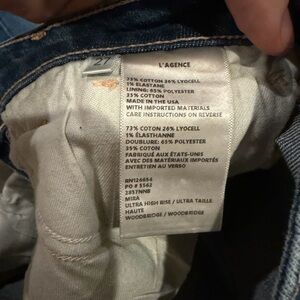 27
L'AGENCE
73% COTTON 26% LYOCELL
1% ELASTANE
LINING: 65% POLYESTER
35% COTTON
MADE IN THE USA
WITH IMPORTED MATERIALS
CARE INSTRUCTIONS ON REVERSE
73% COTON 26% LYOCELL
1% ÉLASTHANNE
DOUBLURE: 65% POLYESTER
35% COTON
FABRIQUÉ AUX ÉTATS-UNIS
AVEC DES MATÉRIAUX IMPORTÉS
ENTRETIEN AU VERSO
RN126656
PO # 5562
2857NNB
MIRA
ULTRA HIGH RISE / ULTRA TAILLE
HAUTE
WOODBRIDGE / WOODBRIDGE